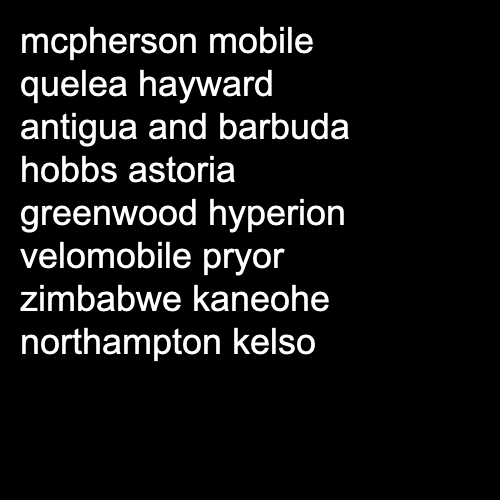 mcpherson mobile
quelea hayward
antigua and barbuda
hobbs astoria
greenwood hyperion
velomobile pryor
zimbabwe kaneohe
northampton kelso